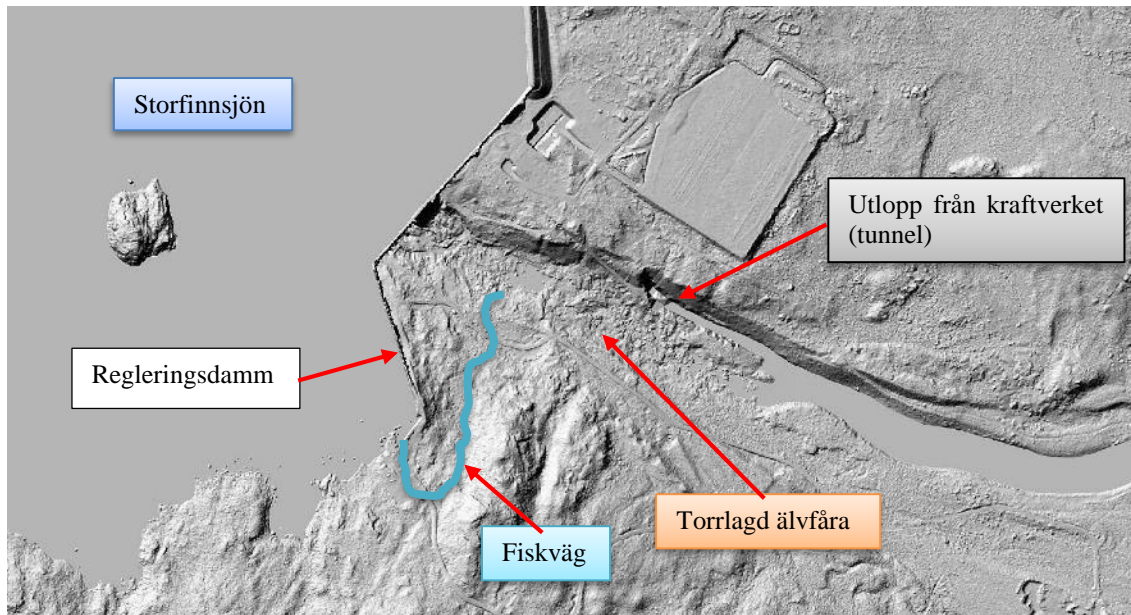 Storfinnsjön
Utlopp från kraftverket
(tunnel)
Regleringsdamm
Torrlagd älvfåra
Fiskväg